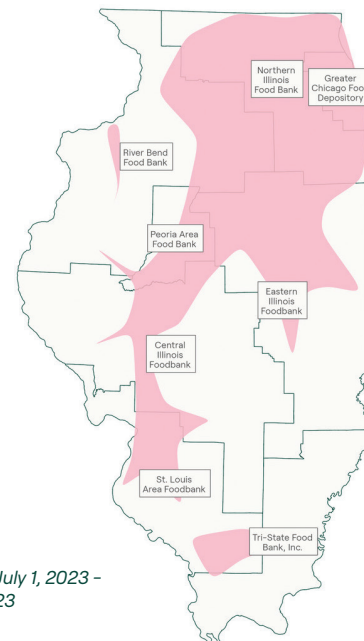 Northern
Illinois
Food Bank
Greater
Chicago Foo
Depository
River Bend
Food Bank
Peoria Area
Food Bank
Eastern
Illinois
Foodbank
Central
Illinois
Foodbank
St. Louis
Area Foodbank
Tri-State Food
Bank, Inc.
July 1, 2023 –
23